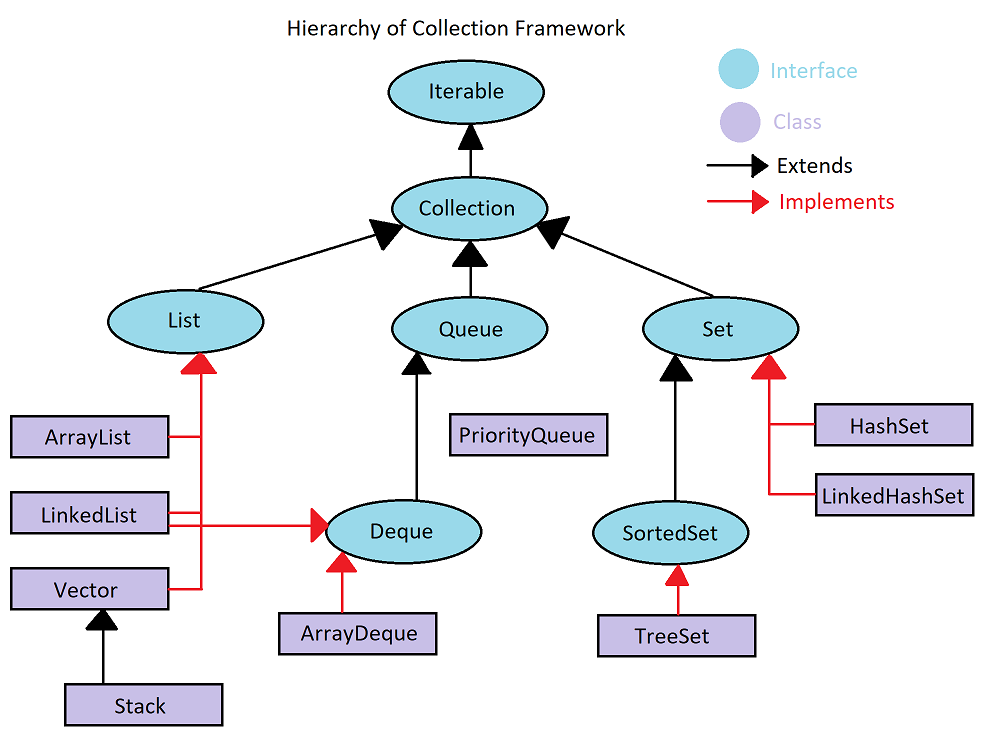 Hierarchy of Collection Framework
Interface
Class
Extends
Implements
Iterable
Collection
List
Queue
Set
ArrayList
PriorityQueue
HashSet
LinkedList
LinkedHashSet
Deque
SortedSet
Vector
ArrayDeque
TreeSet
Stack